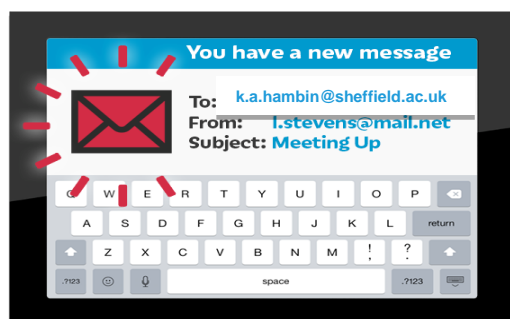 You have a new message
To: k.a.hambin@sheffield.ac.uk
From: l.stevens@mail.net
Subject: Meeting Up
Q W E R T Y U I O P
A S D F G H J K L return
Z X C V B N M ! , ? .
.?123 space .?123